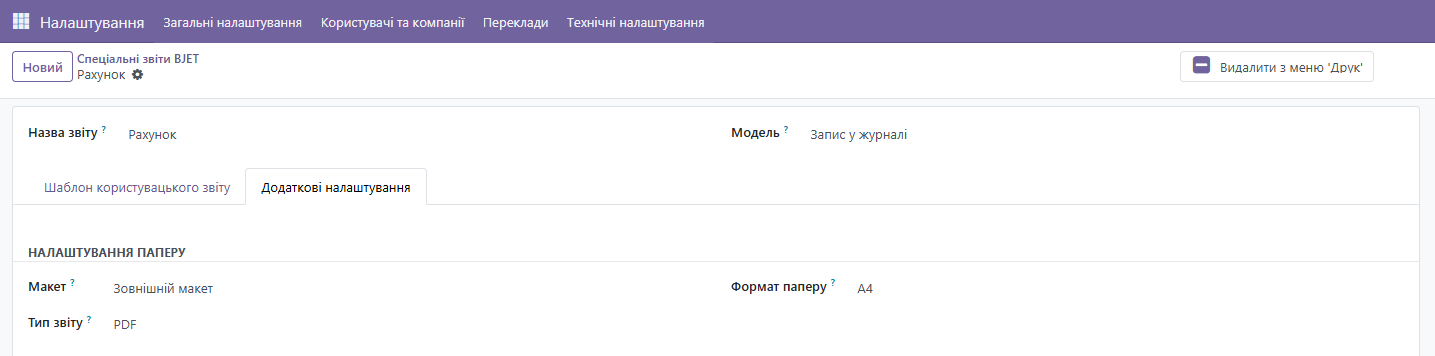 Налаштування Загальні налаштування Користувачі та компанії Переклади Технічні налаштування
Новий
Спеціальні звіти BJET
Рахунок
Видалити з меню 'Друк'
Назва звіту ? Рахунок
Модель ? Запис у журналі
Шаблон користувацького звіту Додаткові налаштування
НАЛАШТУВАННЯ ПАПЕРУ
Макет ? Зовнішній макет
Формат паперу ? A4
Тип звіту ? PDF